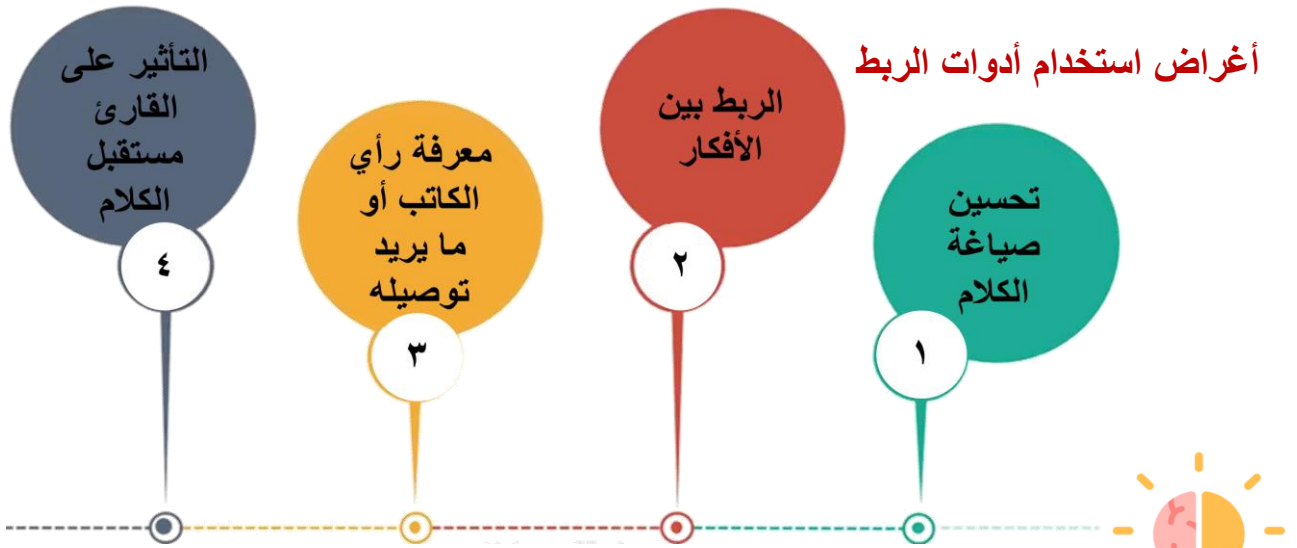 أغراض استخدام أدوات الربط
تحسين
صياغة
الكلام
١
الربط بين
الأفكار
٢
معرفة رأي
الكاتب أو
ما يريد
توصيله
٣
التأثير على
القارئ
مستقبل
الكلام
٤